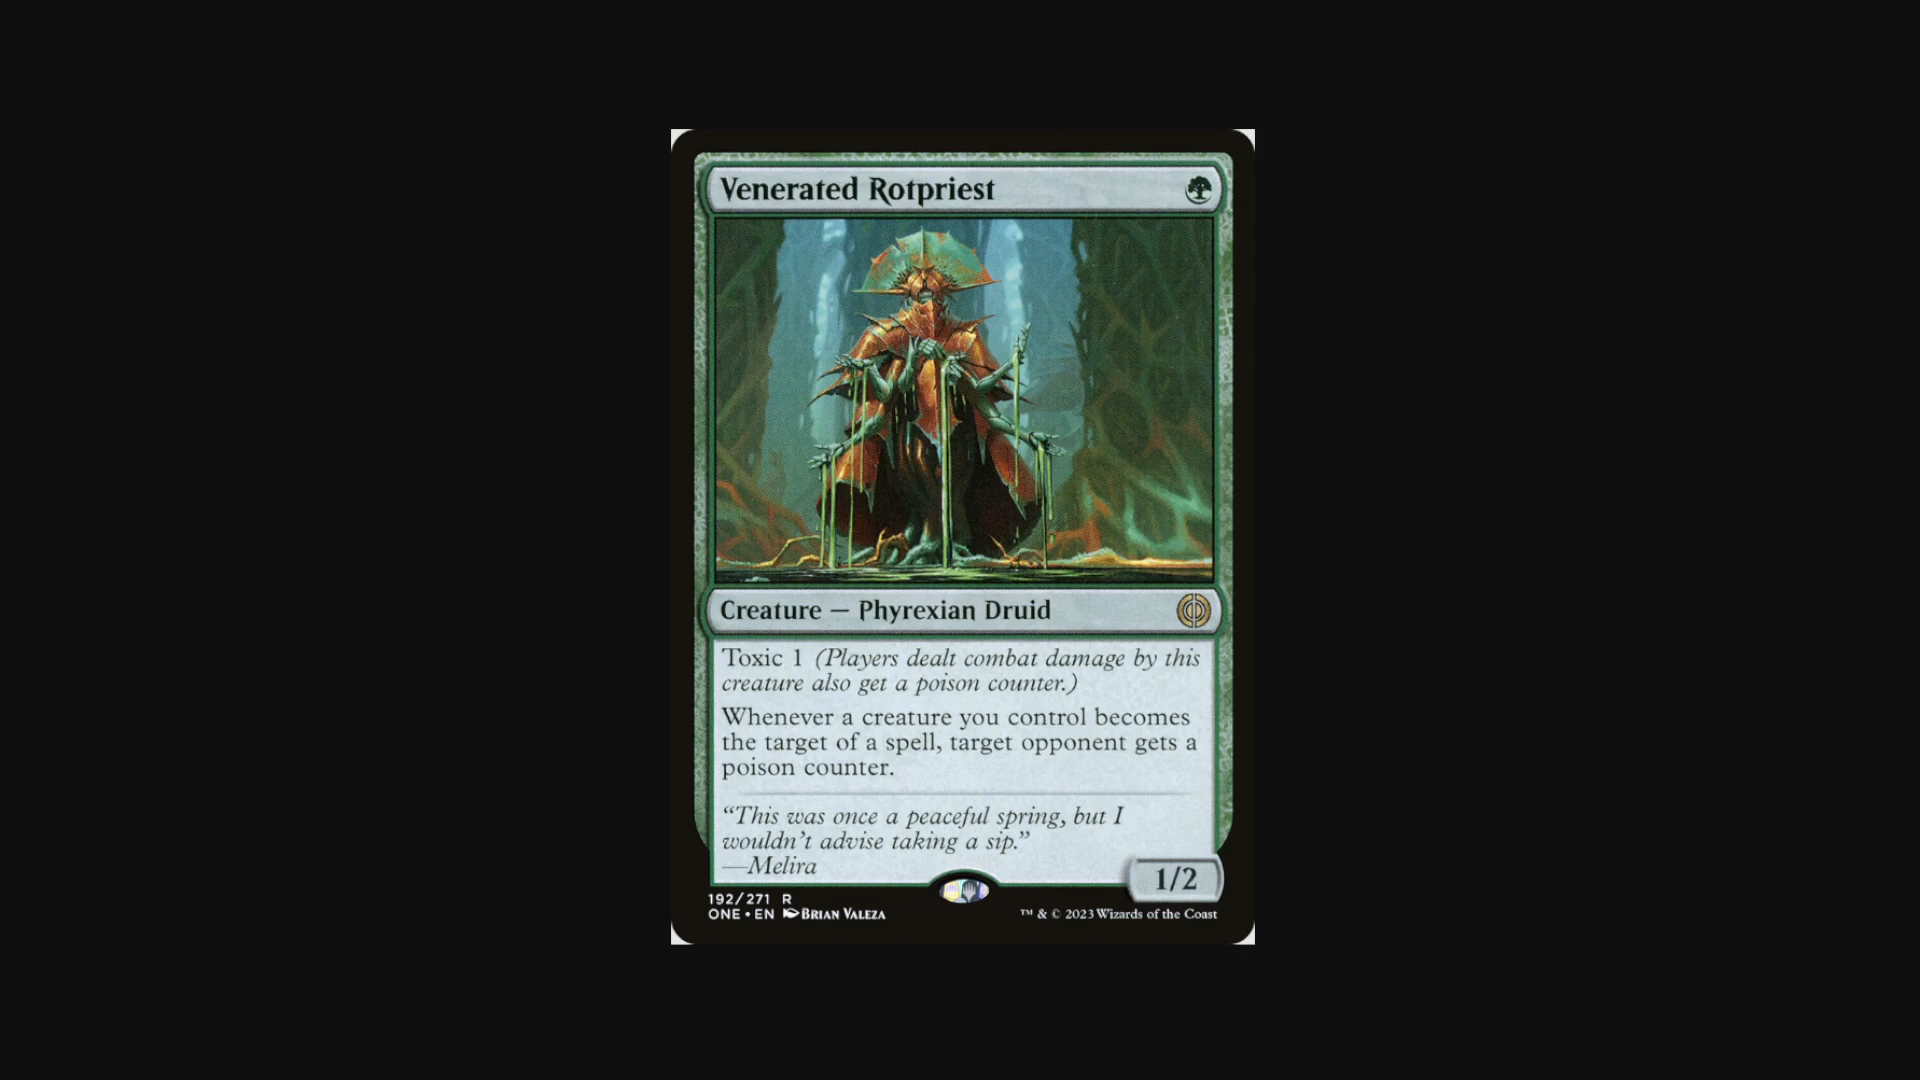 Venerated Rotpriest
Creature — Phyrexian Druid
Toxic 1 (Players dealt combat damage by this
creature also get a poison counter.)
Whenever a creature you control becomes
the target of a spell, target opponent gets a
poison counter.
“This was once a peaceful spring, but I
wouldn’t advise taking a sip.”
—Melira
1/2
192/271 R
ONE • EN Brian Valeza
™ & © 2023 Wizards of the Coast